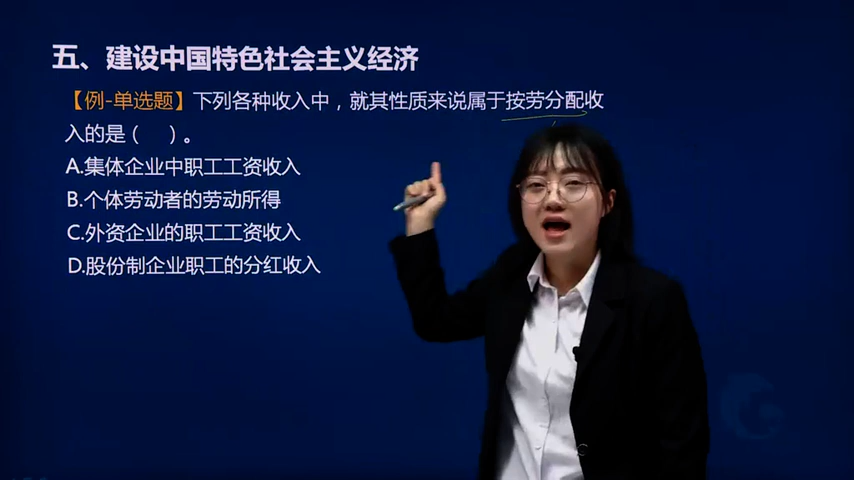 五、建设中国特色社会主义经济
【例-单选题】下列各种收入中，就其性质来说属于按劳分配收
入的是（　）。
A.集体企业中职工工资收入
B.个体劳动者的劳动所得
C.外资企业的职工工资收入
D.股份制企业职工的分红收入